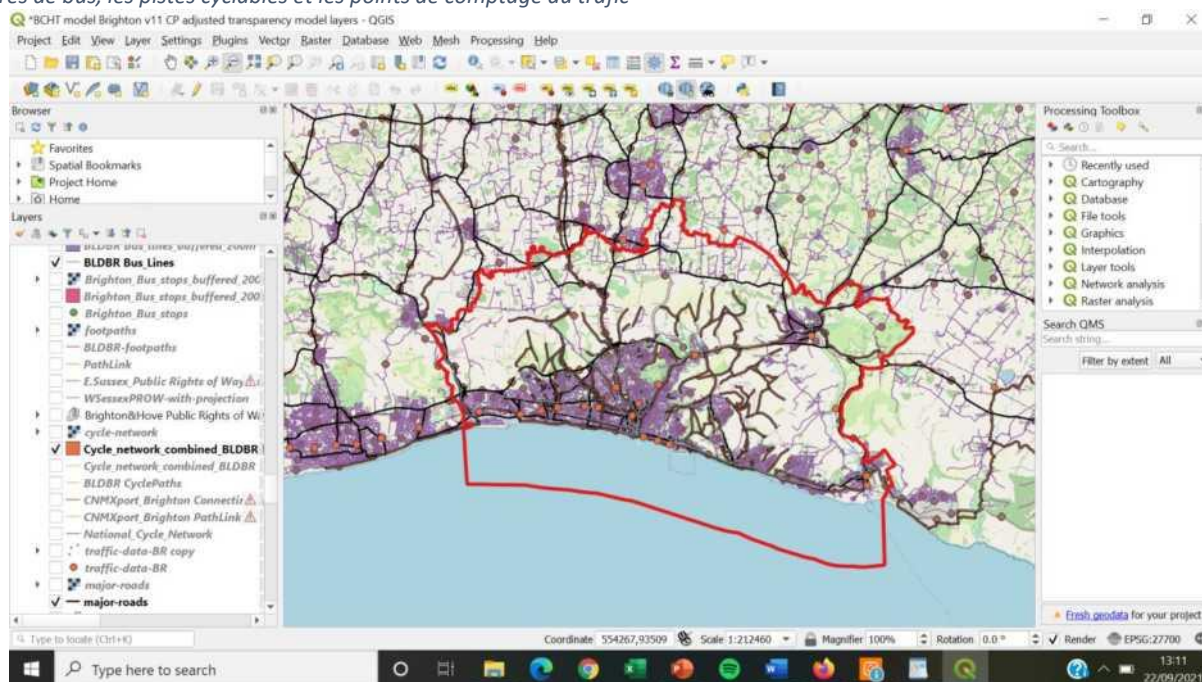 res de bus, les pistes cyclables et les points de comptage du trafic
*BCHT model Brighton v11 CP adjusted transparency model layers - QGIS
Project Edit View Layer Settings Plugins Vector Raster Database Web Mesh Processing Help
Browser
Favorites
Spatial Bookmarks
Project Home
Home
Layers
BLDBR Bus_lines_buffered_200m
BLDBR Bus_Lines
Brighton_Bus_stops_buffered_200
Brighton_Bus_stops_buffered_200
Brighton_Bus_stops
footpaths
BLDBR-footpaths
PathLink
E.Sussex_Public Rights of Way
WSessexPROW-with-projection
Brighton&Hove Public Rights of Wa
cycle-network
Cycle_network_combined_BLDBR
Cycle_network_combined_BLDBR
BLDBR CyclePaths
CNMXport_Brighton Connectin
CNMXport_Brighton PathLink
National_Cycle_Network
traffic-data-BR copy
traffic-data-BR
major-roads
major-roads
Processing Toolbox
Search...
Recently used
Cartography
Database
File tools
Graphics
Interpolation
Layer tools
Network analysis
Raster analysis
Search QMS
Search string...
Filter by extent All
Fresh geodata for your project
Type to locate (Ctrl+K)
Coordinate 554267,93509 Scale 1:212460 Magnifier 100% Rotation 0.0 ° Render EPSG:27700
Type here to search
13:11
22/09/202